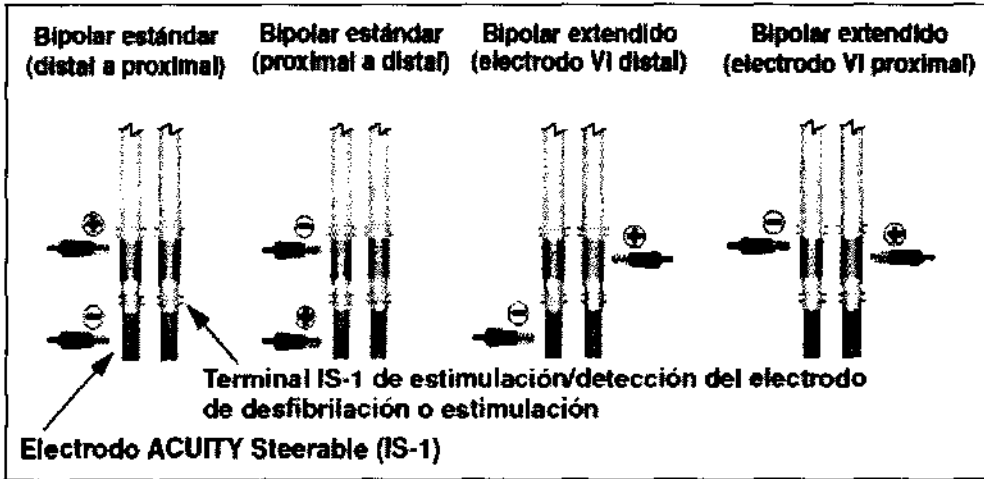 Bipolar estándar
(distal a proximal)
Bipolar estándar
(proximal a distal)
Bipolar extendido
(electrodo VI distal)
Bipolar extendido
(electrodo VI proximal)
+
−
−
+
−
+
−
+
Terminal IS-1 de estimulación/detección del electrodo
de desfibrilación o estimulación
Electrodo ACUITY Steerable (IS-1)